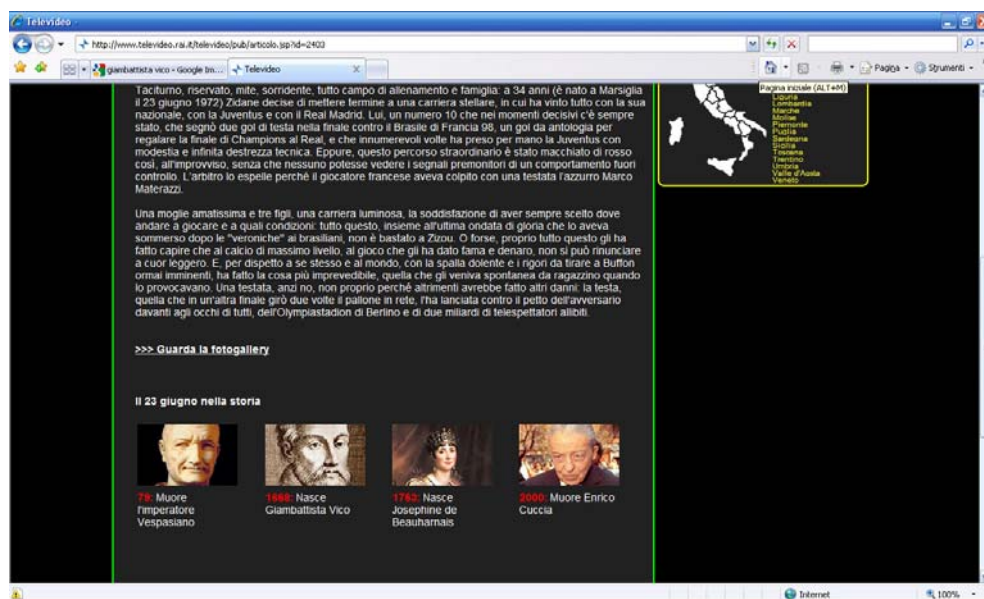 Televideo -
http://www.televideo.rai.it/televideo/pub/articolo.jsp?id=2403
giambattista vico - Google Im...
Televideo
Pagina
Strumenti
Pagina iniziale (ALT+M)
Taciturno, riservato, mite, sorridente, tutto campo di allenamento e famiglia: a 34 anni (è nato a Marsiglia
il 23 giugno 1972) Zidane decise di mettere termine a una carriera stellare, in cui ha vinto tutto con la sua
nazionale, con la Juventus e con il Real Madrid. Lui, un numero 10 che nei momenti decisivi c'è sempre
stato, che segnò due gol di testa nella finale contro il Brasile di Francia 98, un gol da antologia per
regalare la finale di Champions al Real, e che innumerevoli volte ha preso per mano la Juventus con
modestia e infinita destrezza tecnica. Eppure, questo percorso straordinario è stato macchiato di rosso
così, all'improvviso, senza che nessuno potesse vedere i segnali premonitori di un comportamento fuori
controllo. L'arbitro lo espelle perché il giocatore francese aveva colpito con una testata l'azzurro Marco
Materazzi.
Una moglie amatissima e tre figli, una carriera luminosa, la soddisfazione di aver sempre scelto dove
andare a giocare e a quali condizioni: tutto questo, insieme all'ultima ondata di gloria che lo aveva
sommerso dopo le "veroniche" ai brasiliani, non è bastato a Zizou. O forse, proprio tutto questo gli ha
fatto capire che al calcio di massimo livello, al gioco che gli ha dato fama e denaro, non si può rinunciare
a cuor leggero. E, per dispetto a se stesso e al mondo, con la spalla dolente e i rigori da tirare a Buffon
ormai imminenti, ha fatto la cosa più imprevedibile, quella che gli veniva spontanea da ragazzino quando
lo provocavano. Una testata, anzi no, non proprio perché altrimenti avrebbe fatto altri danni: la testa,
quella che in un'altra finale girò due volte il pallone in rete, l'ha lanciata contro il petto dell'avversario
davanti agli occhi di tutti, dell'Olympiastadion di Berlino e di due miliardi di telespettatori allibiti.
>>> Guarda la fotogallery
Liguria
Lombardia
Marche
Molise
Piemonte
Puglia
Sardegna
Sicilia
Toscana
Trentino
Umbria
Valle d'Aosta
Veneto
Il 23 giugno nella storia
79: Muore
l'imperatore
Vespasiano
1668: Nasce
Giambattista Vico
1763: Nasce
Josephine de
Beauharnais
2000: Muore Enrico
Cuccia
Internet
100%